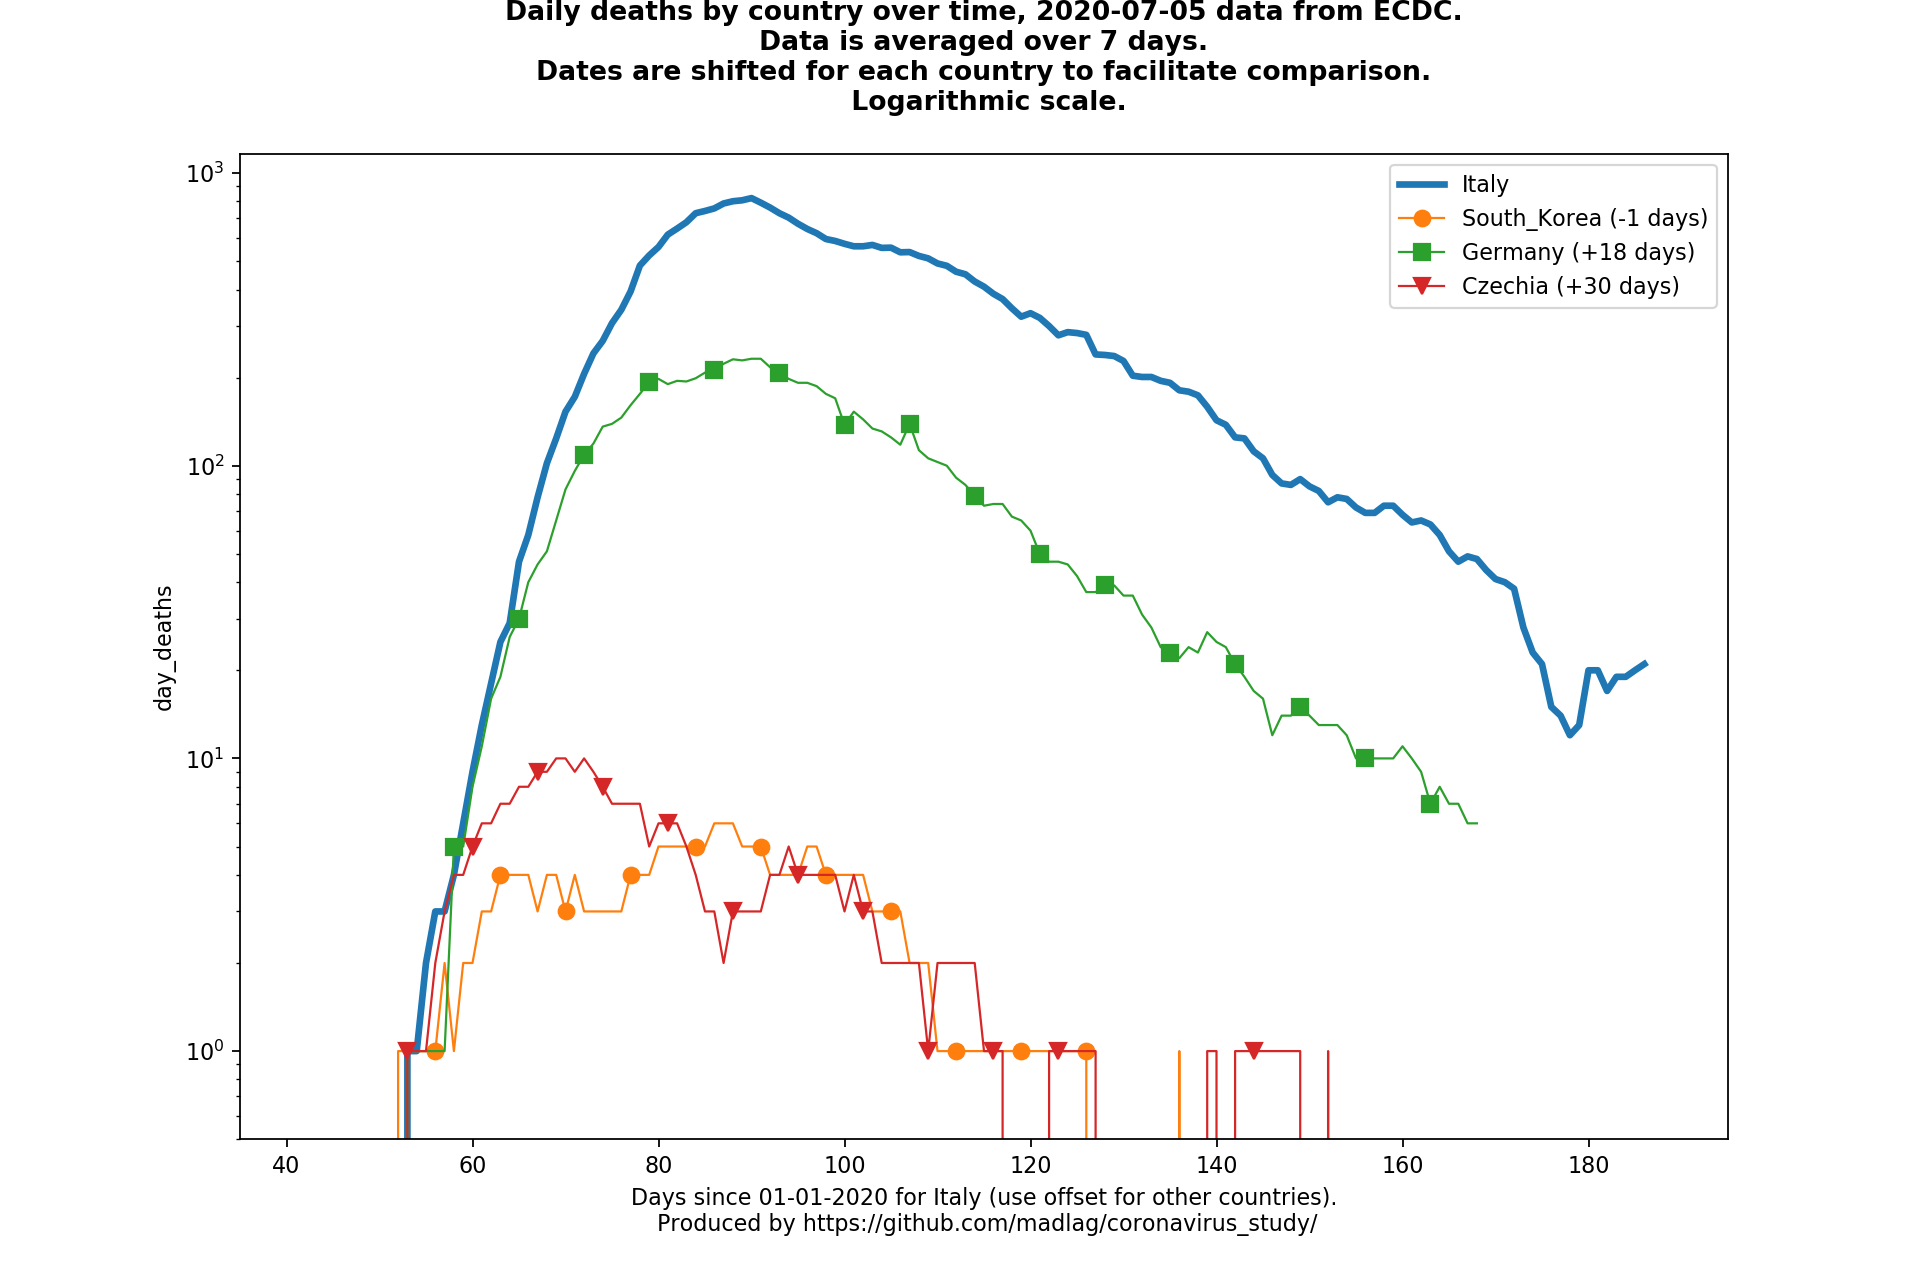 Daily deaths by country over time, 2020-07-05 data from ECDC.
Data is averaged over 7 days.
Dates are shifted for each country to facilitate comparison.
Logarithmic scale.
10³
10²
10¹
10⁰
day_deaths
Italy
South_Korea (-1 days)
Germany (+18 days)
Czechia (+30 days)
40 60 80 100 120 140 160 180
Days since 01-01-2020 for Italy (use offset for other countries).
Produced by https://github.com/madlag/coronavirus_study/